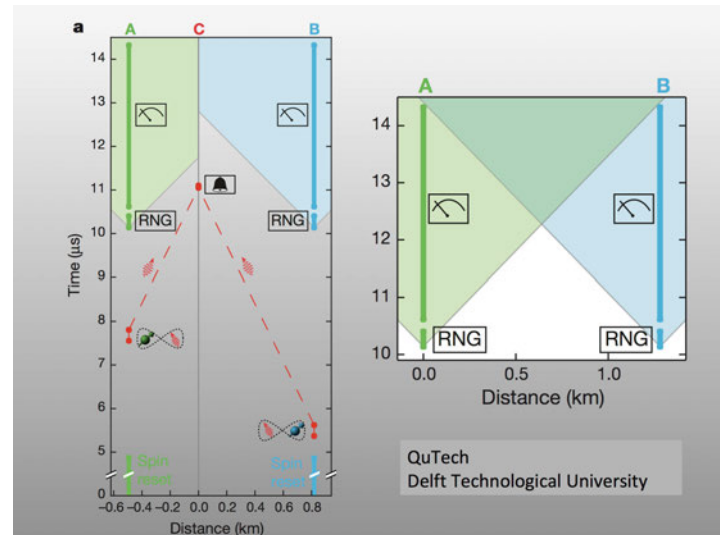 a
A
C
B
14
13
12
11
10
9
8
7
6
5
0
Time (μs)
RNG
RNG
Spin
reset
Spin
reset
–0.6 –0.4 –0.2 0.0 0.2 0.4 0.6 0.8
Distance (km)
A
B
14
13
12
11
10
RNG
RNG
0.0 0.5 1.0
Distance (km)
QuTech
Delft Technological University